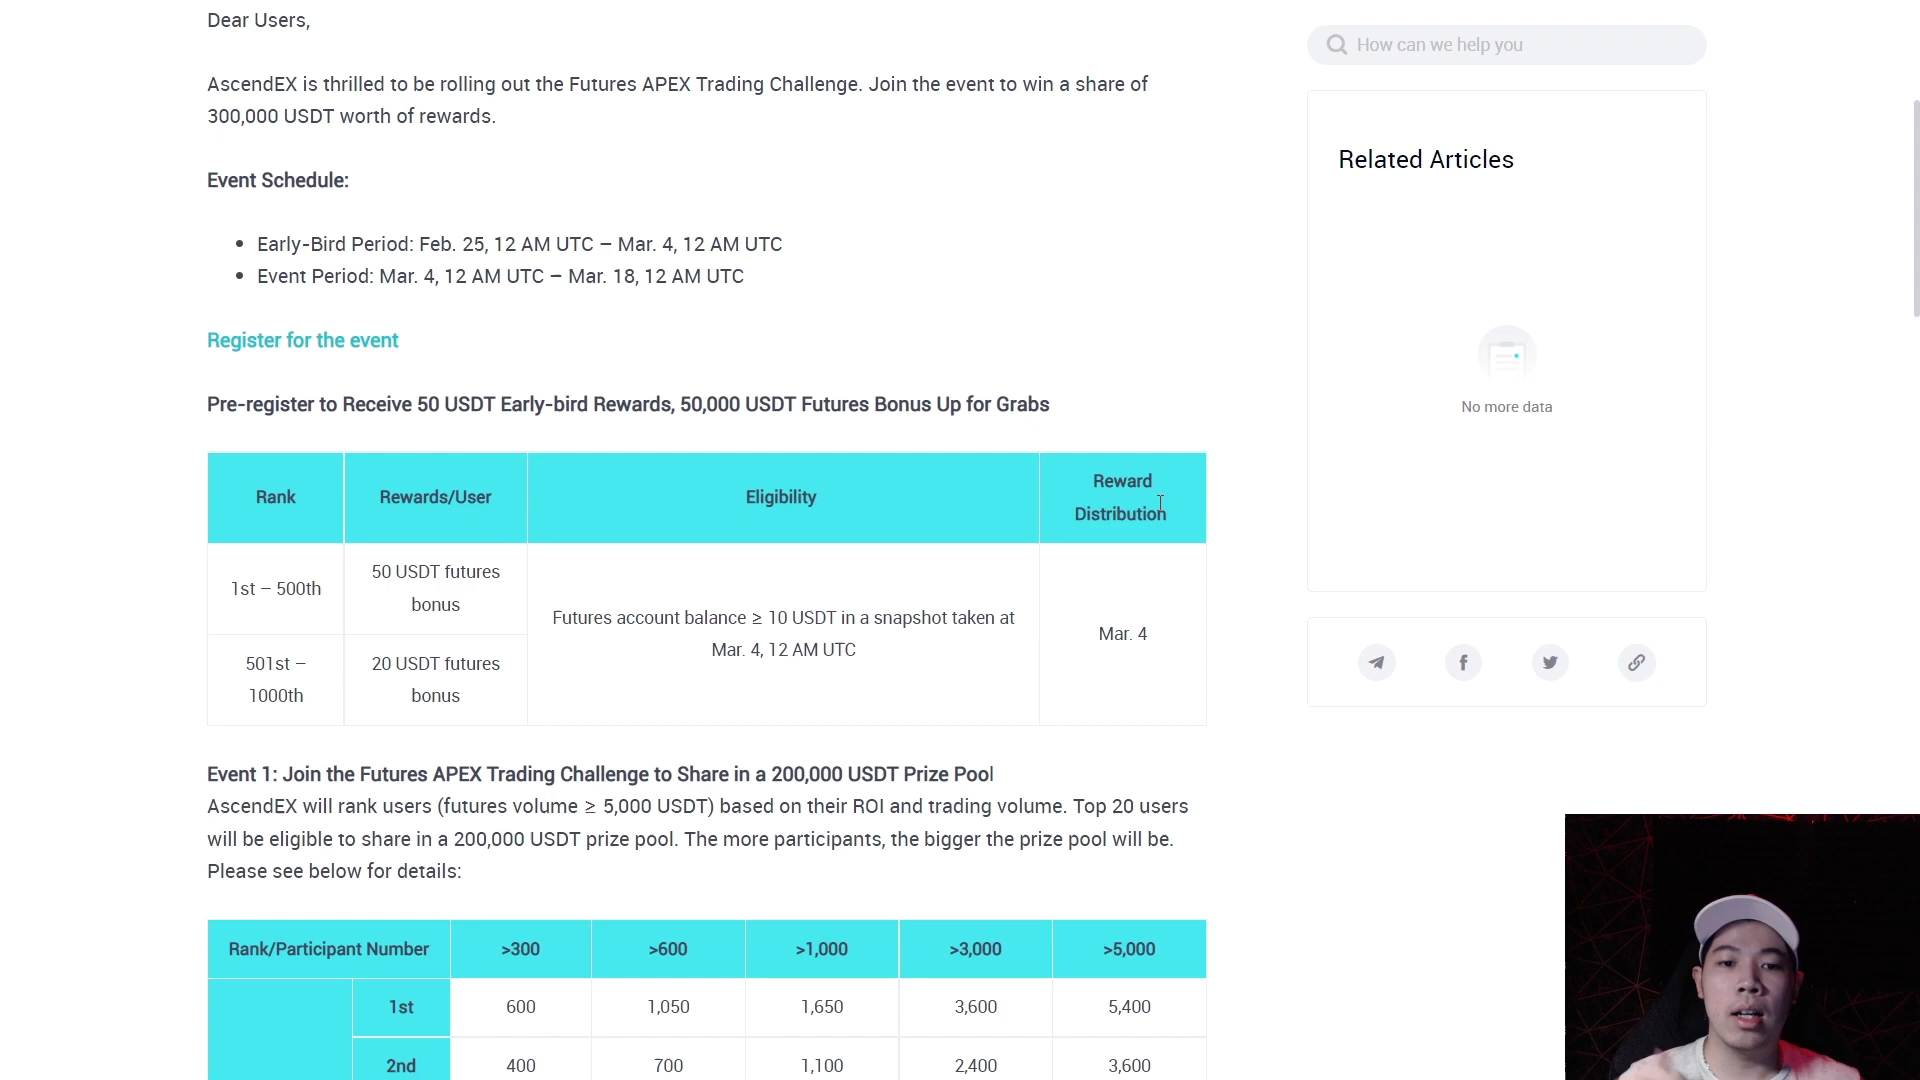 Dear Users,
AscendEX is thrilled to be rolling out the Futures APEX Trading Challenge. Join the event to win a share of
300,000 USDT worth of rewards.
Event Schedule:
• Early-Bird Period: Feb. 25, 12 AM UTC – Mar. 4, 12 AM UTC
• Event Period: Mar. 4, 12 AM UTC – Mar. 18, 12 AM UTC
Register for the event
Pre-register to Receive 50 USDT Early-bird Rewards, 50,000 USDT Futures Bonus Up for Grabs
Rank Rewards/User Eligibility Reward
Distribution
1st – 500th 50 USDT futures
bonus
501st –
1000th
20 USDT futures
bonus
Futures account balance ≥ 10 USDT in a snapshot taken at
Mar. 4, 12 AM UTC
Mar. 4
Event 1: Join the Futures APEX Trading Challenge to Share in a 200,000 USDT Prize Pool
AscendEX will rank users (futures volume ≥ 5,000 USDT) based on their ROI and trading volume. Top 20 users
will be eligible to share in a 200,000 USDT prize pool. The more participants, the bigger the prize pool will be.
Please see below for details:
Rank/Participant Number >300 >600 >1,000 >3,000 >5,000
1st 600 1,050 1,650 3,600 5,400
2nd 400 700 1,100 2,400 3,600
How can we help you
Related Articles
No more data